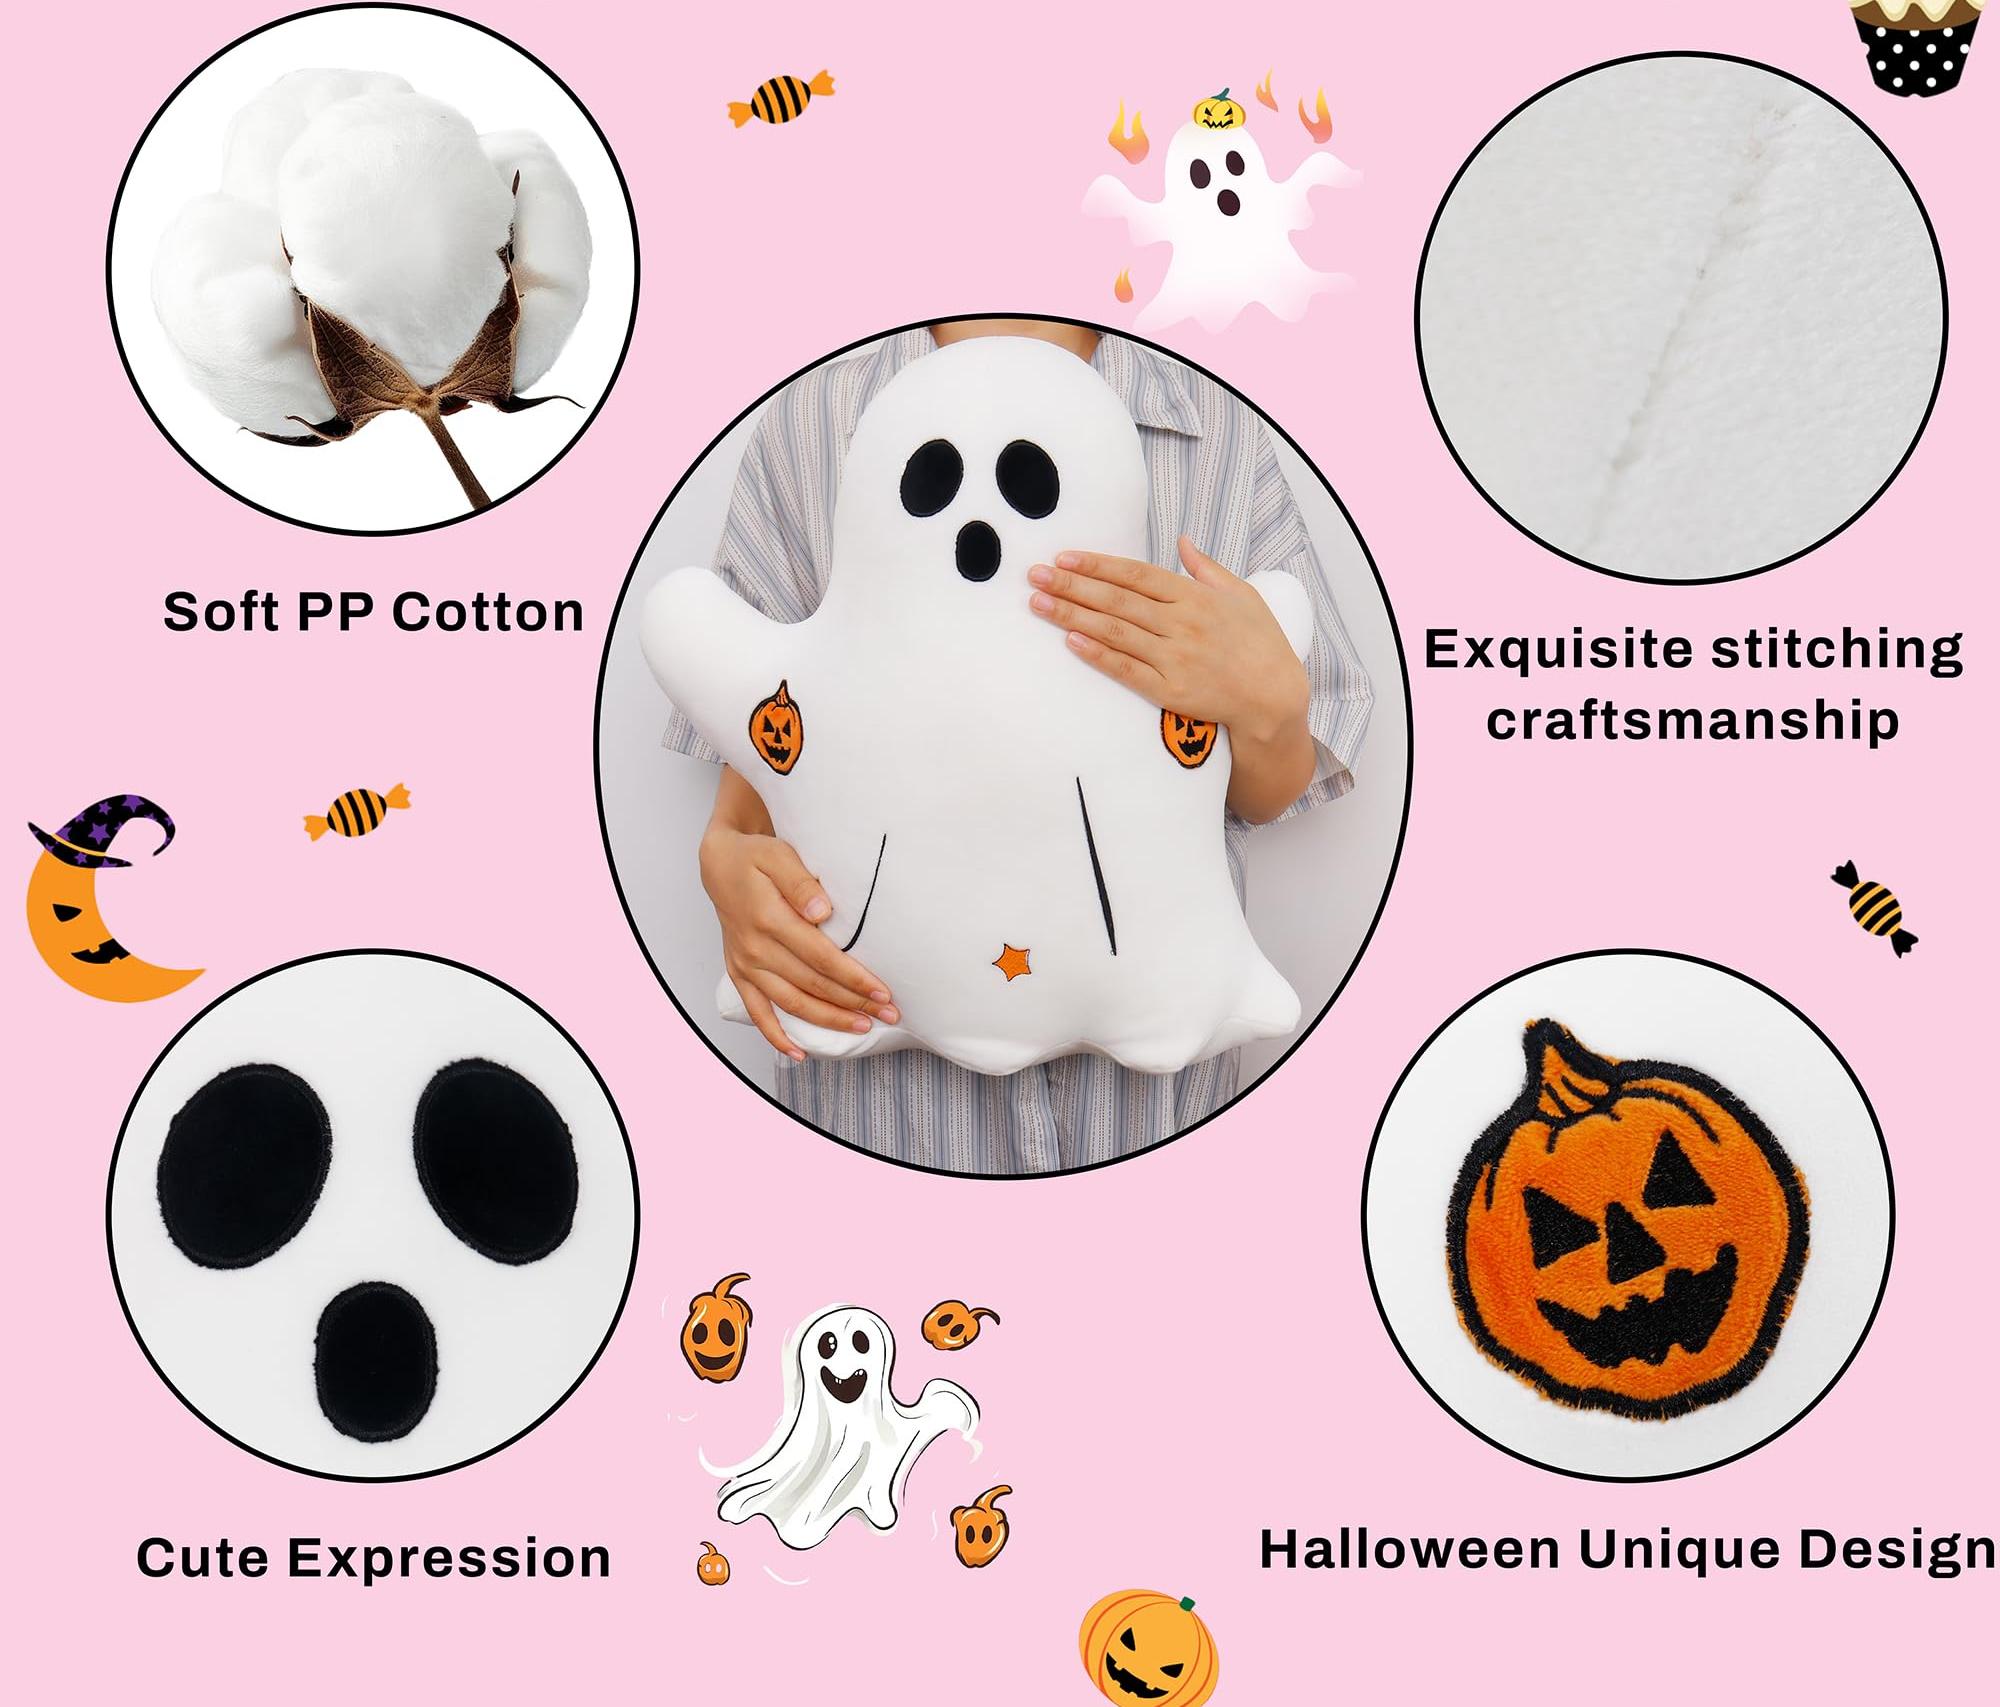 Soft PP Cotton
Exquisite stitching
craftsmanship
Cute Expression
Halloween Unique Design